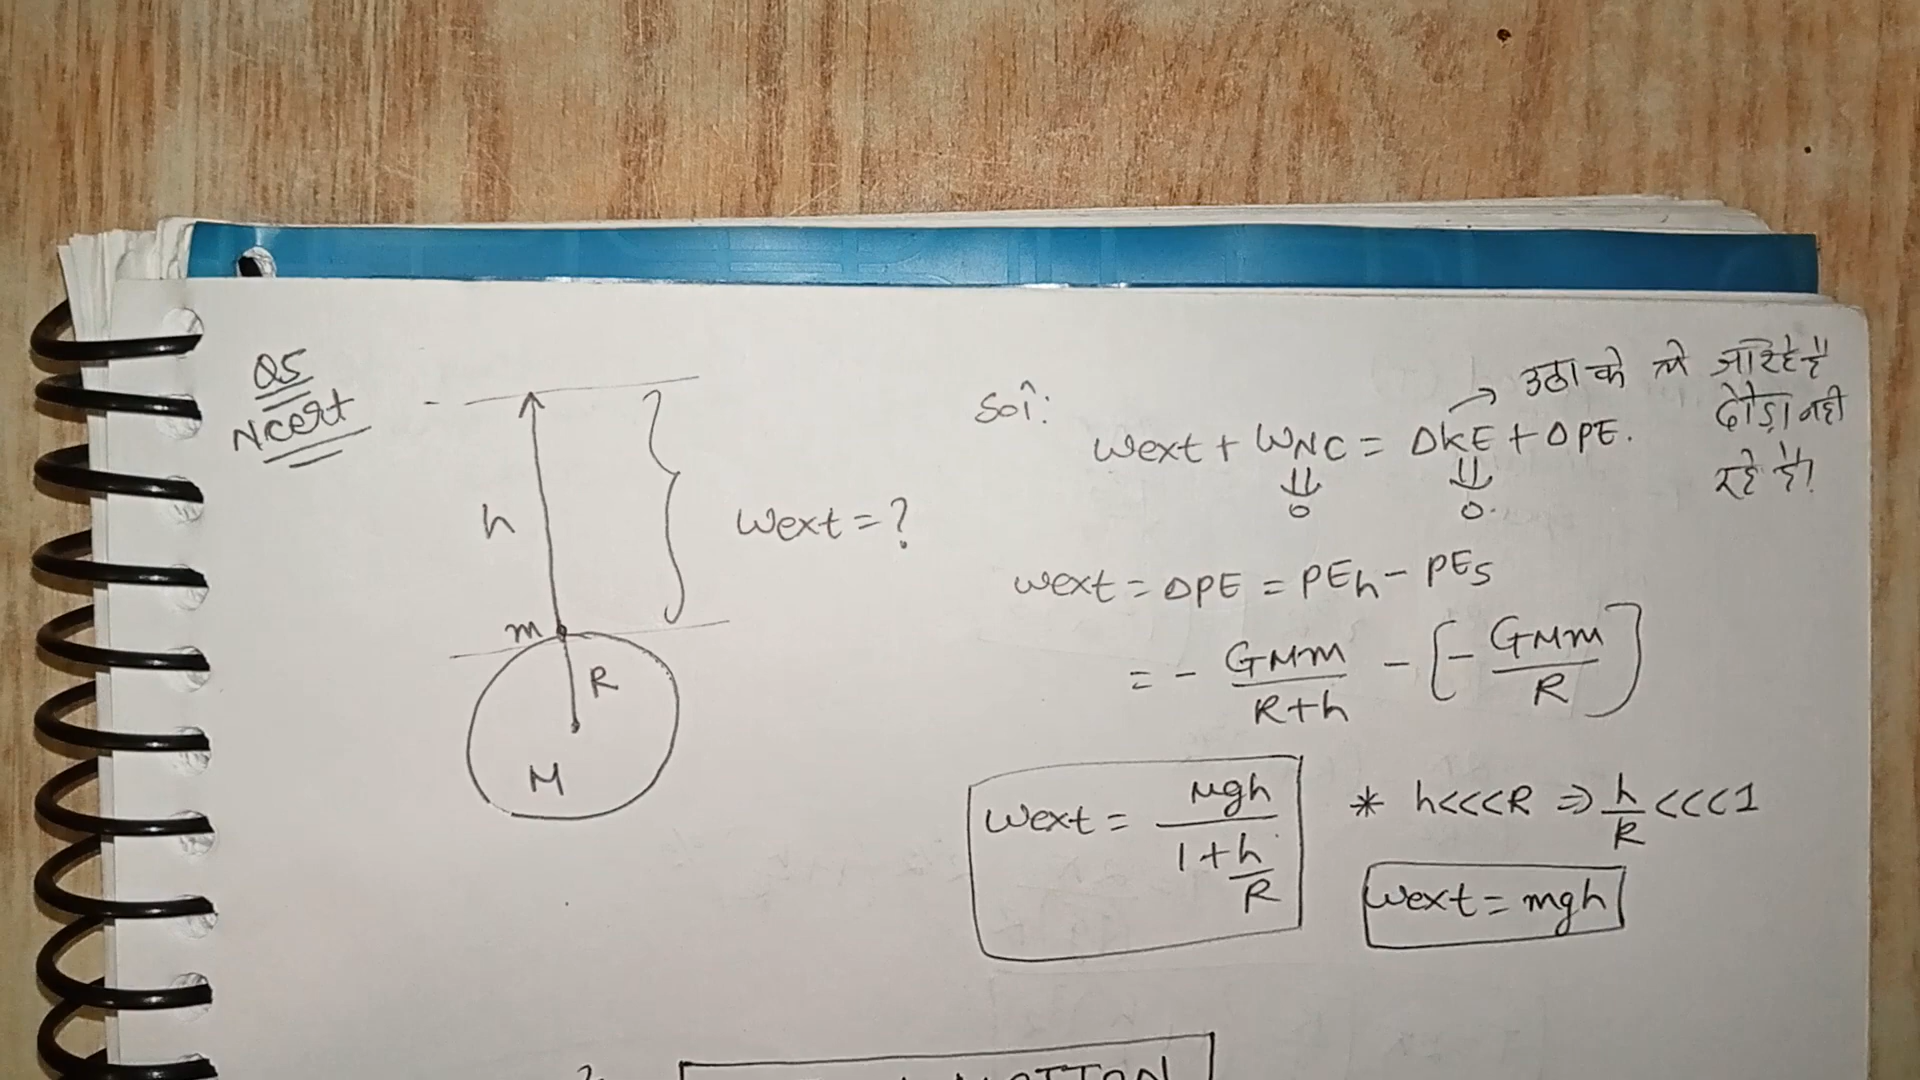 Q5
Ncert
h
Wext = ?
m
R
M
Soln:
Wext + WNC = ΔKE + ΔPE.
⇓ ⇓
0 0.
→ उठा के ले जा रहे है
दौड़ा नही
रहे है।
Wext = ΔPE = PEh - PEs
= - GMm/R+h - [- GMm/R]
Wext = Mgh/1+h/R
* h<<<R ⇒ h/R <<<1
Wext = mgh